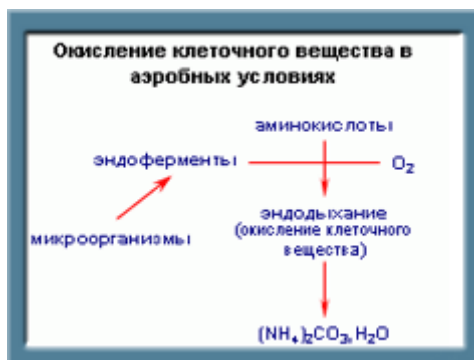 Окисление клеточного вещества в
аэробных условиях
аминокислоты
эндоферменты
O₂
эндодыхание
(окисление клеточного
вещества)
микроорганизмы
(NH₄)₂CO₃, H₂O